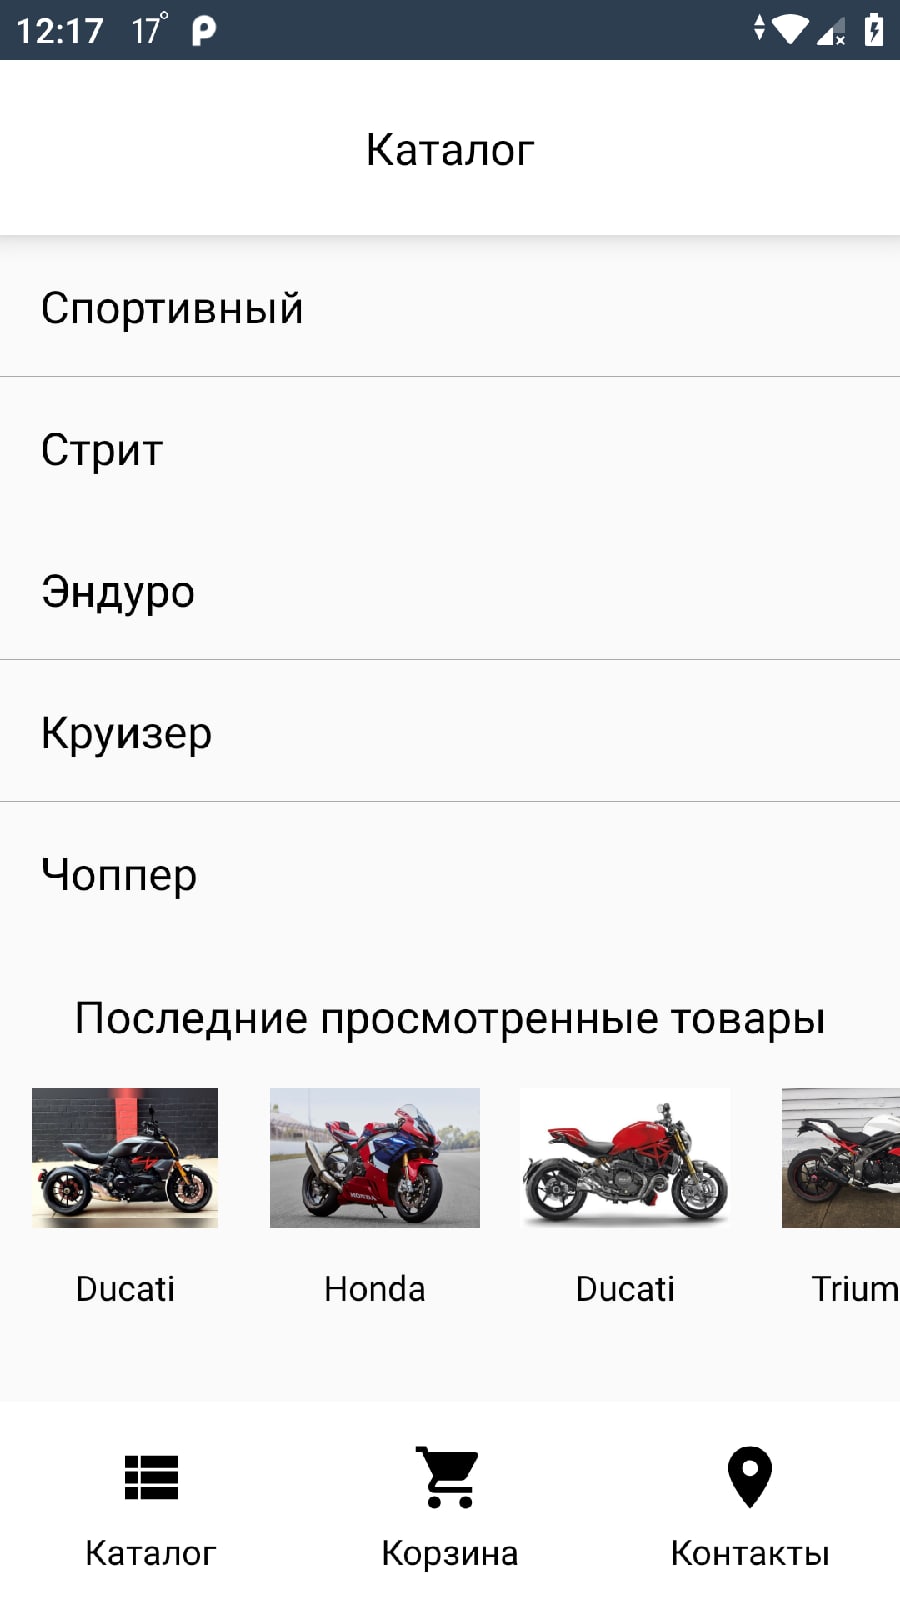 12:17 17°
Каталог
Спортивный
Стрит
Эндуро
Круизер
Чоппер
Последние просмотренные товары
HONDA
Ducati Honda Ducati Trium
Каталог Корзина Контакты